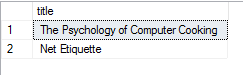 title
1 The Psychology of Computer Cooking
2 Net Etiquette